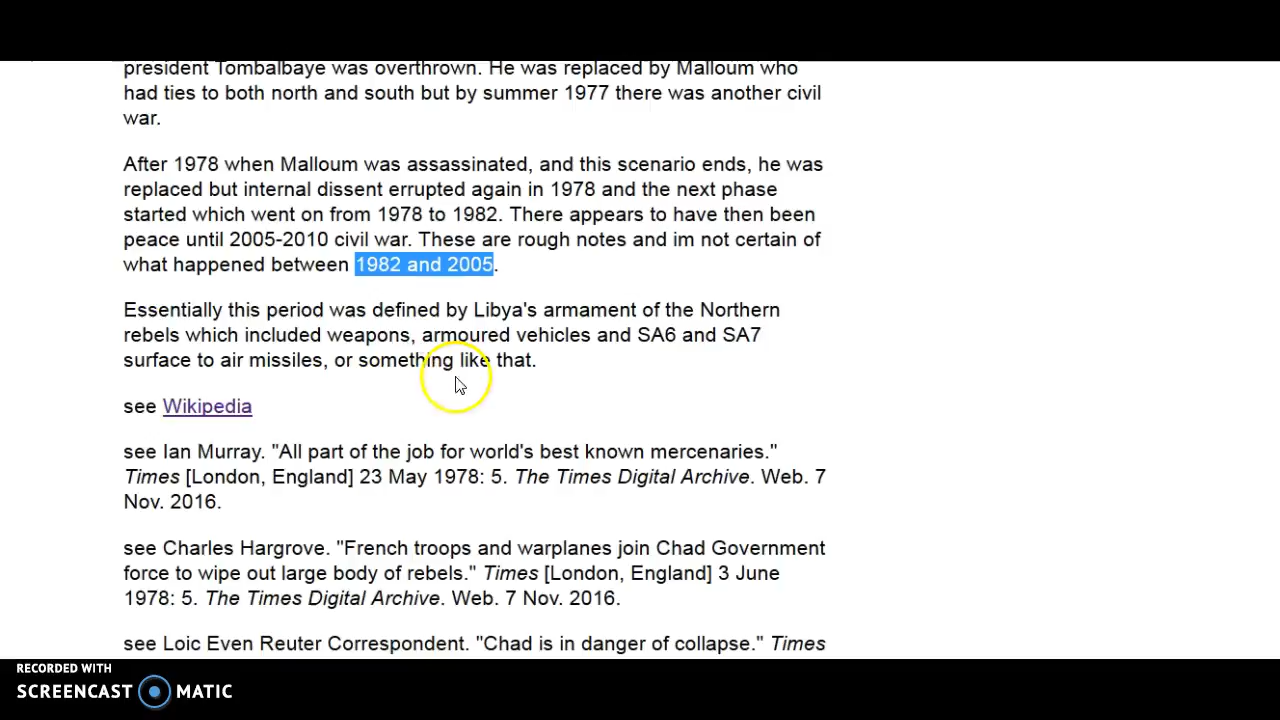 president Tombalbaye was overthrown. He was replaced by Malloum who
had ties to both north and south but by summer 1977 there was another civil
war.
After 1978 when Malloum was assassinated, and this scenario ends, he was
replaced but internal dissent errupted again in 1978 and the next phase
started which went on from 1978 to 1982. There appears to have then been
peace until 2005-2010 civil war. These are rough notes and im not certain of
what happened between 1982 and 2005.
Essentially this period was defined by Libya's armament of the Northern
rebels which included weapons, armoured vehicles and SA6 and SA7
surface to air missiles, or something like that.
see Wikipedia
see Ian Murray. "All part of the job for world's best known mercenaries."
Times [London, England] 23 May 1978: 5. The Times Digital Archive. Web. 7
Nov. 2016.
see Charles Hargrove. "French troops and warplanes join Chad Government
force to wipe out large body of rebels." Times [London, England] 3 June
1978: 5. The Times Digital Archive. Web. 7 Nov. 2016.
see Loic Even Reuter Correspondent. "Chad is in danger of collapse." Times
RECORDED WITH
SCREENCAST MATIC